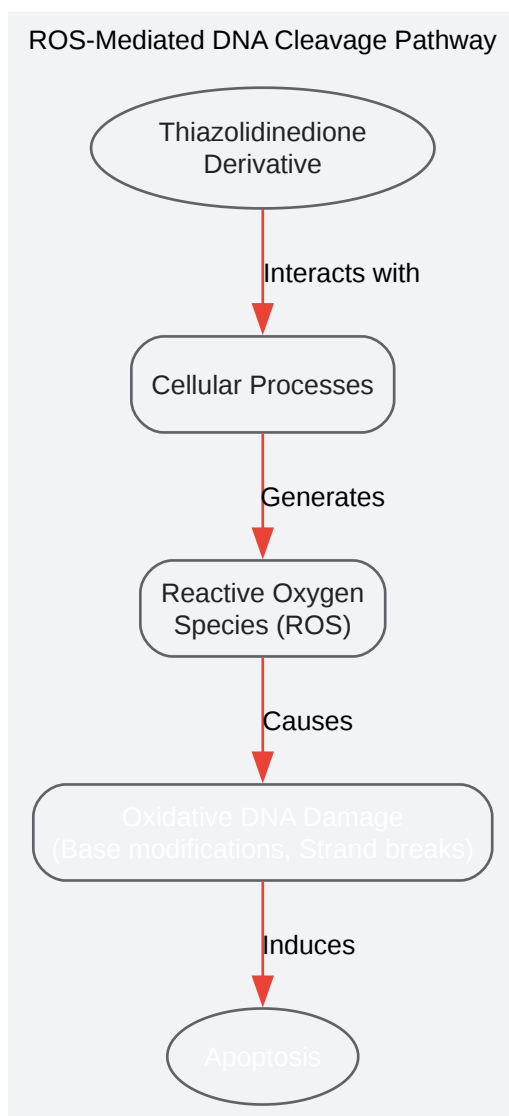 ROS-Mediated DNA Cleavage Pathway
Thiazolidinedione
Derivative
Interacts with
Cellular Processes
Generates
Reactive Oxygen
Species (ROS)
Causes
Oxidative DNA Damage
(Base modifications, Strand breaks)
Induces
Apoptosis